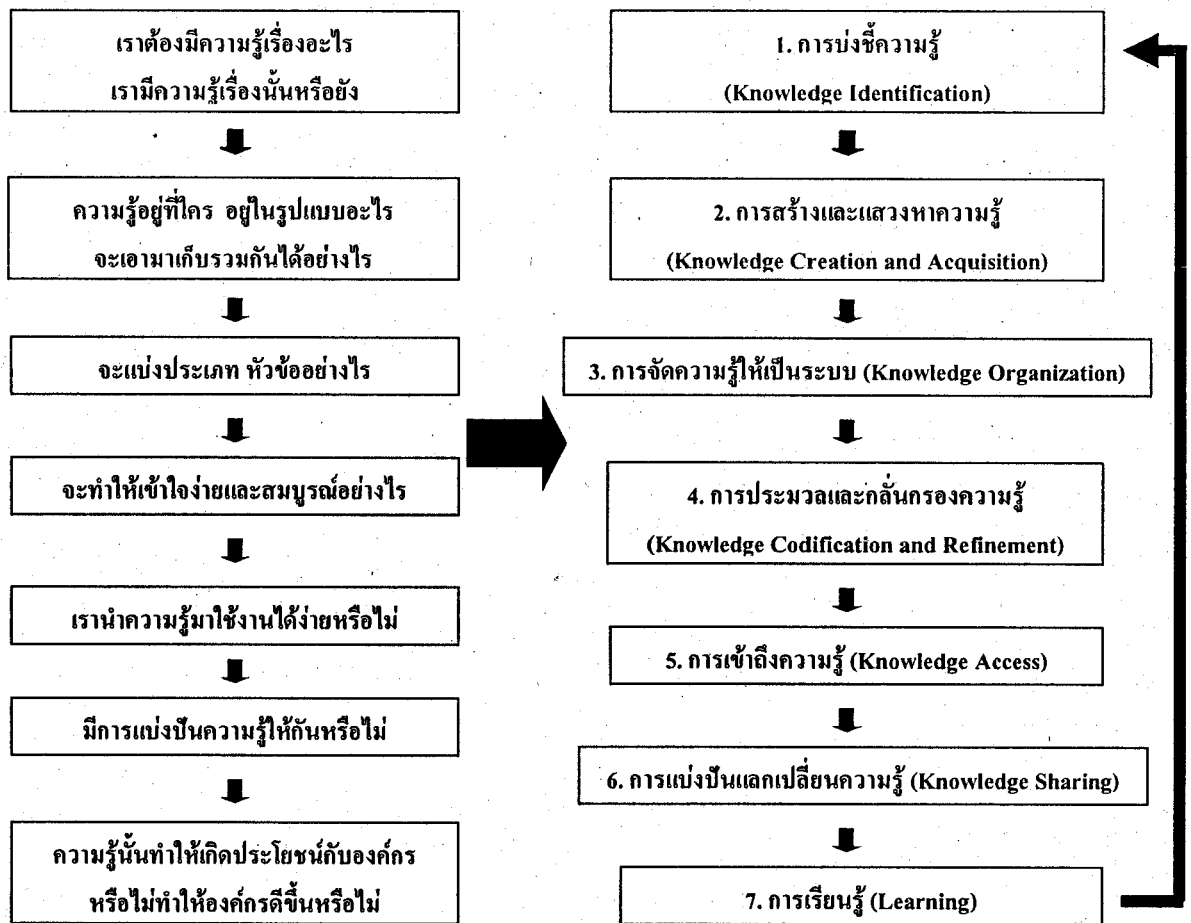 เราต้องมีความรู้เรื่องอะไร
เรามีความรู้เรื่องนั้นหรือยัง
ความรู้อยู่ที่ใคร อยู่ในรูปแบบอะไร
จะเอามาเก็บรวมกันได้อย่างไร
จะแบ่งประเภท หัวข้ออย่างไร
จะทำให้เข้าใจง่ายและสมบูรณ์อย่างไร
เรานำความรู้มาใช้งานได้ง่ายหรือไม่
มีการแบ่งปันความรู้ให้กันหรือไม่
ความรู้นั้นทำให้เกิดประโยชน์กับองค์กร
หรือไม่ทำให้องค์กรดีขึ้นหรือไม่
1. การบ่งชี้ความรู้
(Knowledge Identification)
2. การสร้างและแสวงหาความรู้
(Knowledge Creation and Acquisition)
3. การจัดความรู้ให้เป็นระบบ (Knowledge Organization)
4. การประมวลและกลั่นกรองความรู้
(Knowledge Codification and Refinement)
5. การเข้าถึงความรู้ (Knowledge Access)
6. การแบ่งปันแลกเปลี่ยนความรู้ (Knowledge Sharing)
7. การเรียนรู้ (Learning)